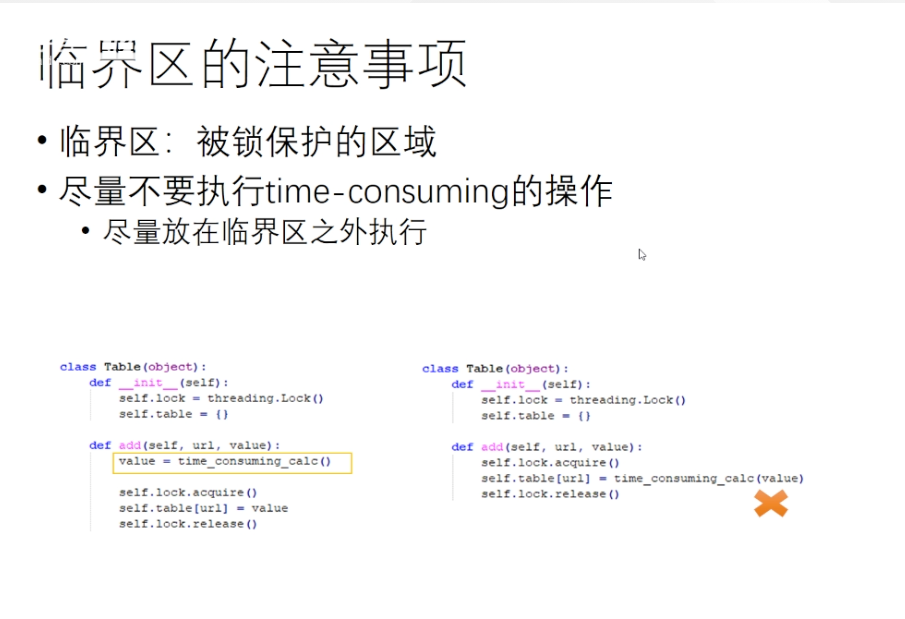 临界区的注意事项
• 临界区：被锁保护的区域
• 尽量不要执行time-consuming的操作
• 尽量放在临界区之外执行
class Table(object):
def __init__(self):
self.lock = threading.Lock()
self.table = {}
def add(self, url, value):
value = time_consuming_calc()
self.lock.acquire()
self.table[url] = value
self.lock.release()
class Table(object):
def __init__(self):
self.lock = threading.Lock()
self.table = {}
def add(self, url, value):
self.lock.acquire()
self.table[url] = time_consuming_calc(value)
self.lock.release()